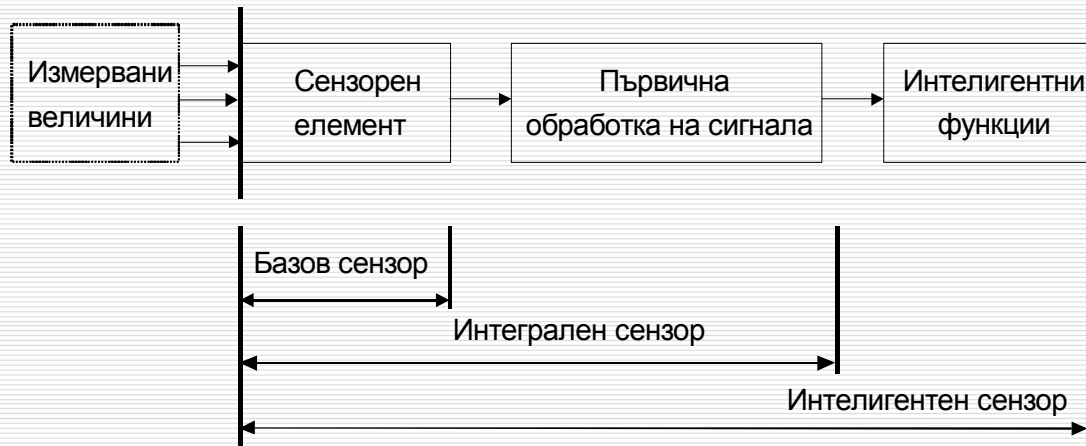 Измервани
величини
Сензорен
елемент
Първична
обработка на сигнала
Интелигентни
функции
Базов сензор
Интегрален сензор
Интелигентен сензор